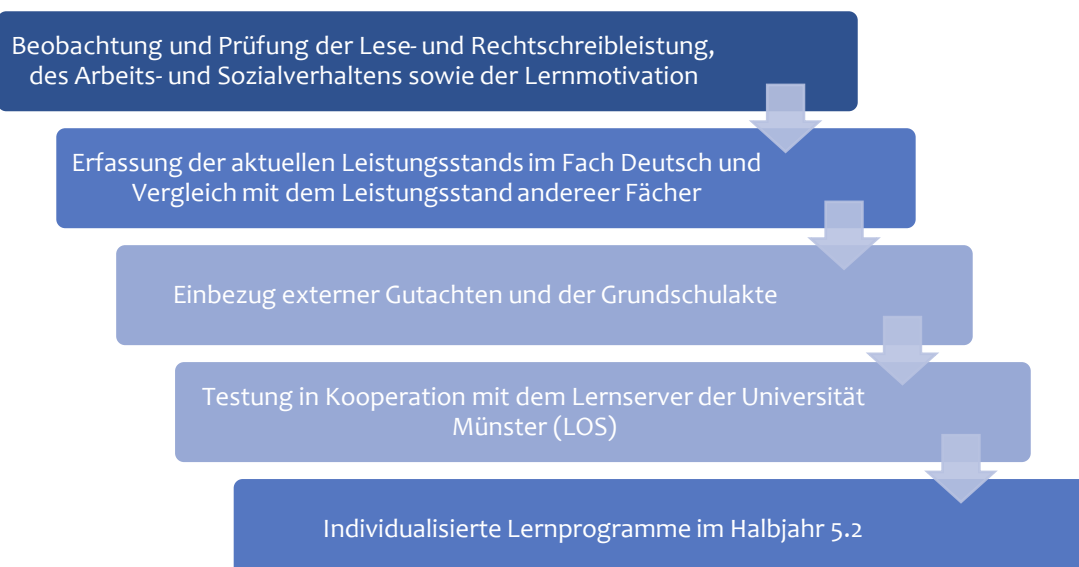 Beobachtung und Prüfung der Lese- und Rechtschreibleistung,
des Arbeits- und Sozialverhaltens sowie der Lernmotivation
Erfassung der aktuellen Leistungsstands im Fach Deutsch und
Vergleich mit dem Leistungsstand andereer Fächer
Einbezug externer Gutachten und der Grundschulakte
Testung in Kooperation mit dem Lernserver der Universität
Münster (LOS)
Individualisierte Lernprogramme im Halbjahr 5.2